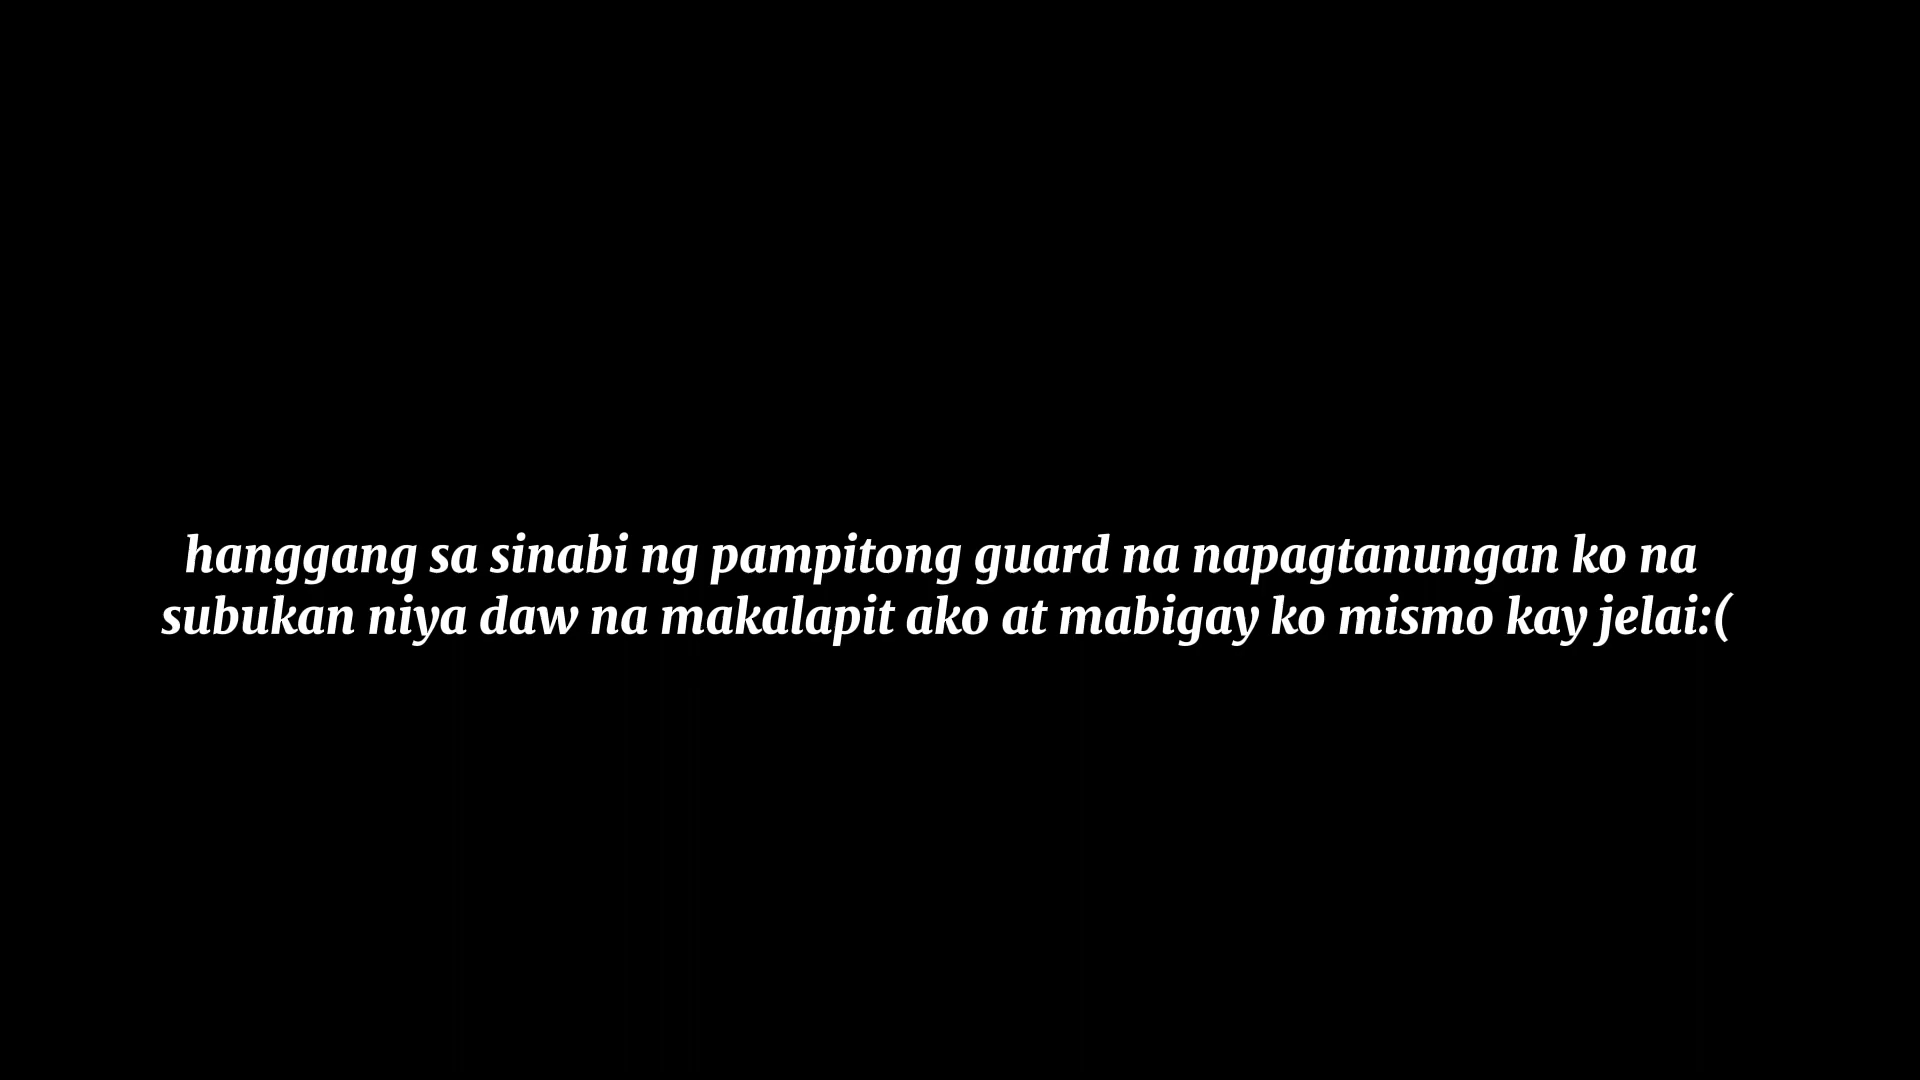 hanggang sa sinabi ng pampitong guard na napagtanungan ko na
subukan niya daw na makalapit ako at mabigay ko mismo kay jelai:(